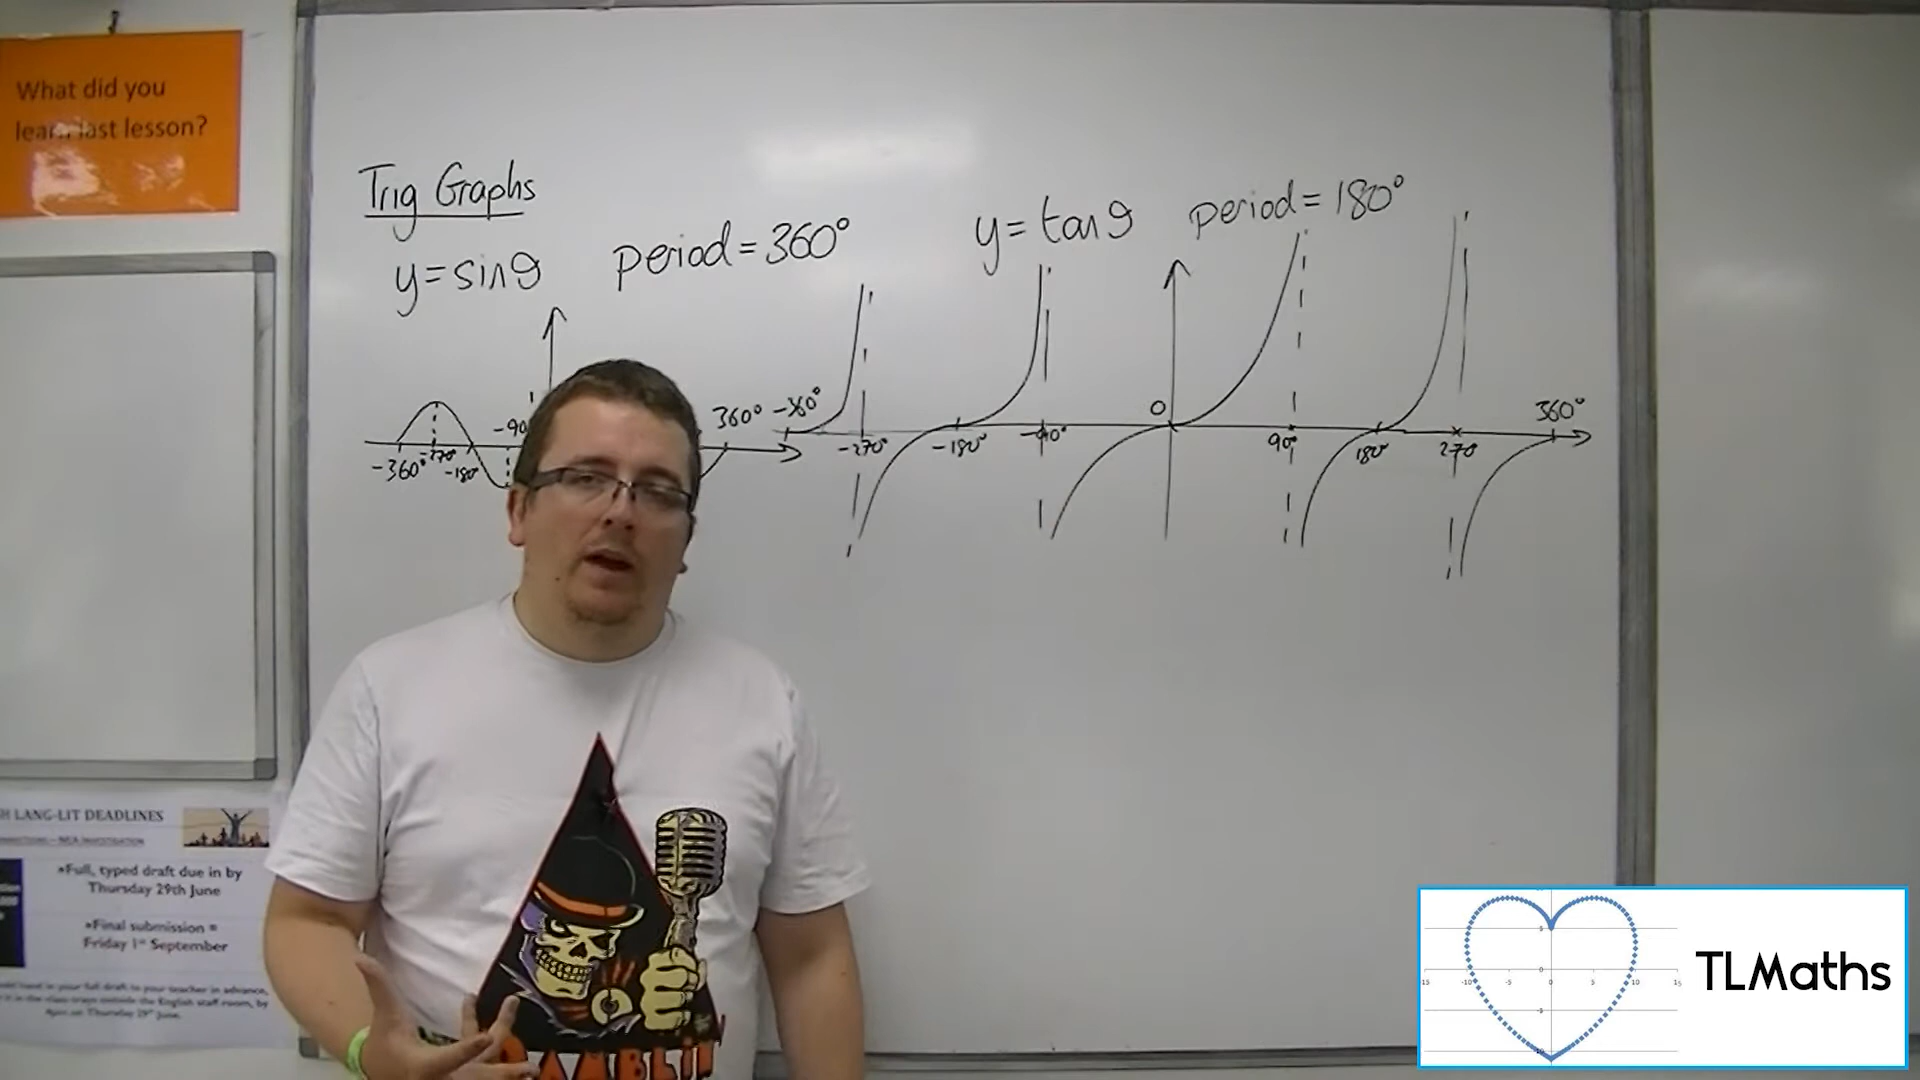 What did you
learn last lesson?
Trig Graphs
y = sin θ
period = 360°
y = tan θ
period = 180°
-360° -270° -180° -90 360°
-360° -270° -180° -90° 0 90° 180° 270° 360°
H LANG-LIT DEADLINES
*Full, typed draft due in by
Thursday 29th June
*Final submission =
Friday 1st September
TLMaths